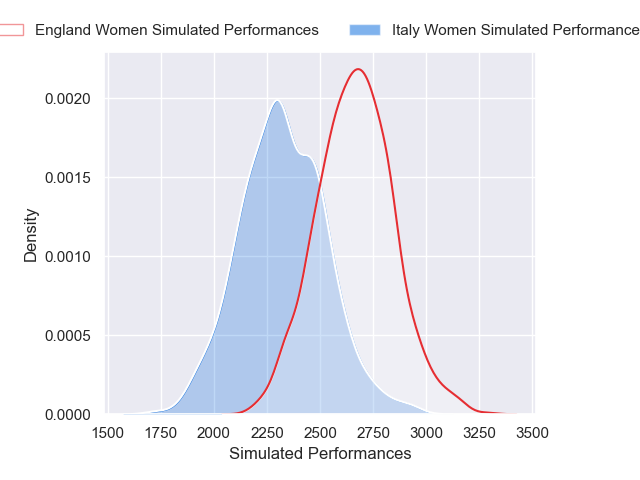 England Women Simulated Performances
Italy Women Simulated Performance
0.0020
0.0015
0.0010
0.0005
0.0000
Density
1500 1750 2000 2250 2500 2750 3000 3250 3500
Simulated Performances